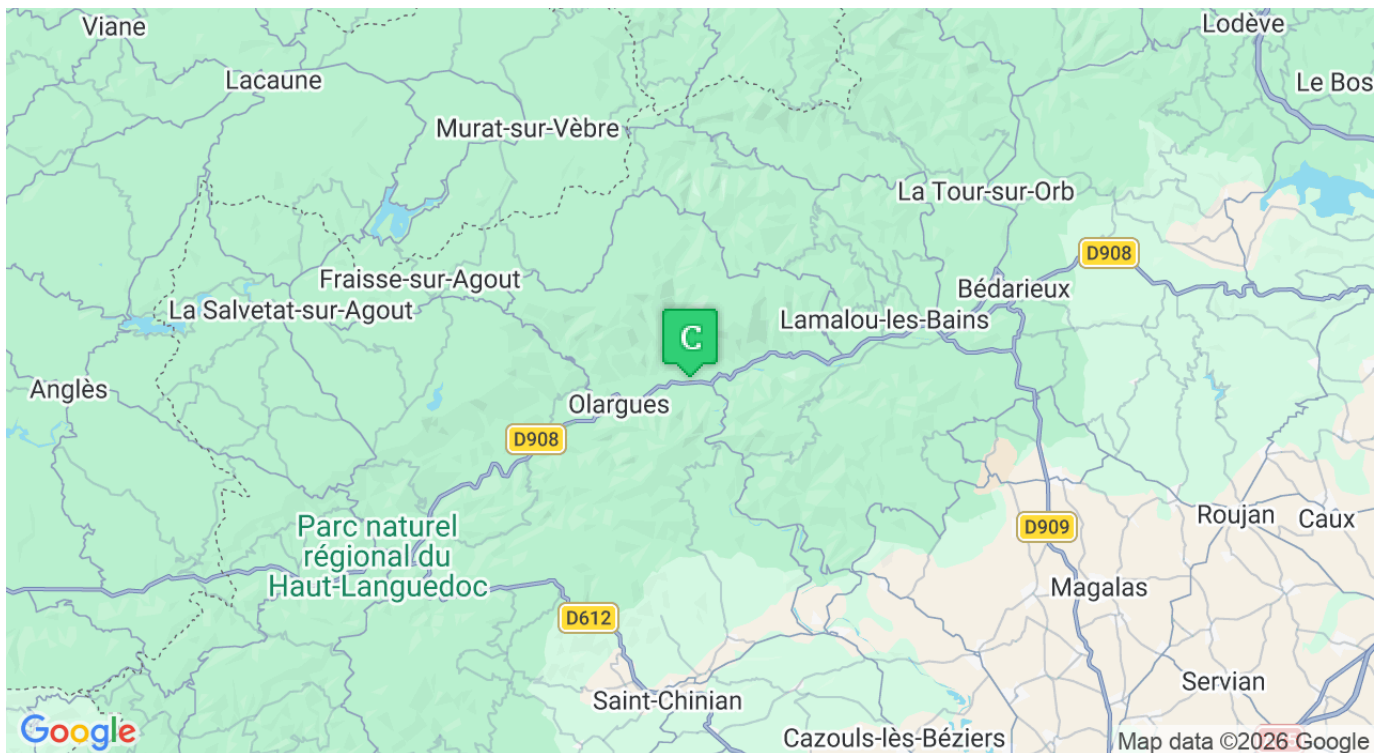 Viane
Lodève
Lacaune
Le Bos
Murat-sur-Vèbre
La Tour-sur-Orb
D908
Fraisse-sur-Agout
Bédarieux
La Salvetat-sur-Agout
Lamalou-les-Bains
C
Anglès
Olargues
D908
Parc naturel
régional du
Haut-Languedoc
Roujan
Caux
D909
Magalas
D612
Servian
Saint-Chinian
Google
Cazouls-lès-Béziers
Map data ©2026 Google